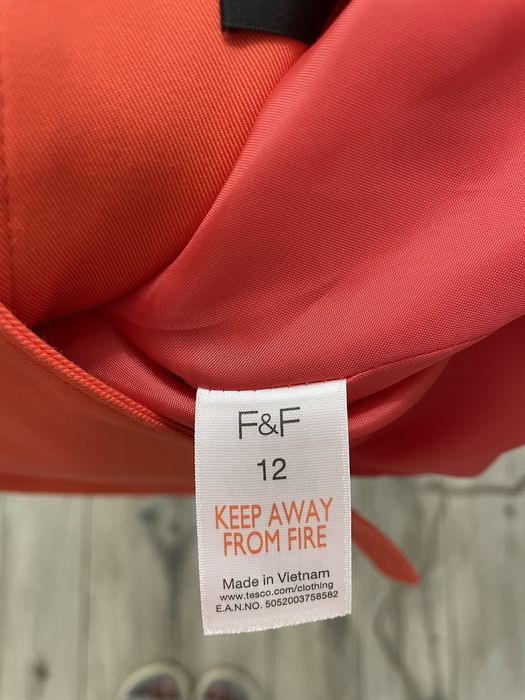 F&F
12
KEEP AWAY
FROM FIRE
Made in Vietnam
www.tesco.com/clothing
E.A.N.NO. 5052003758582